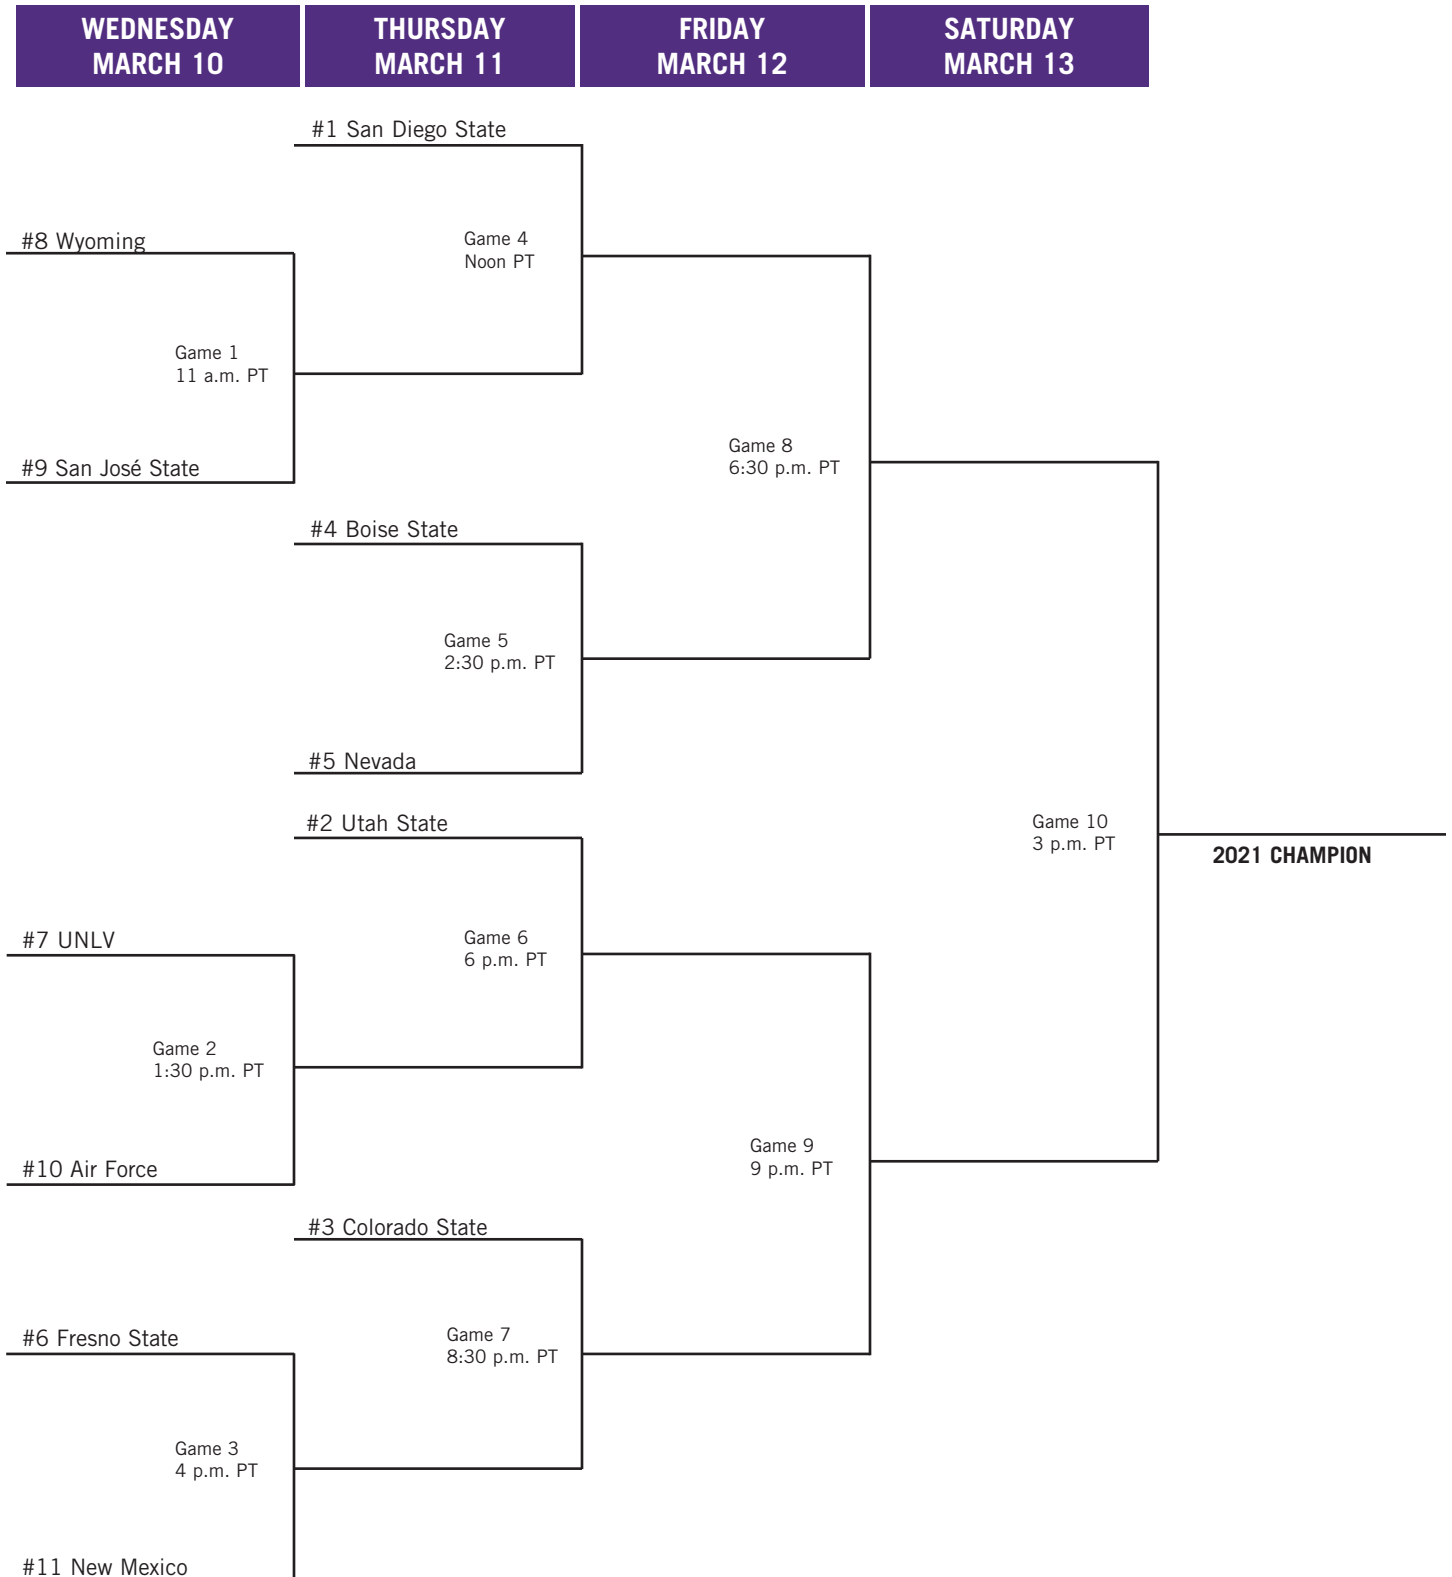 WEDNESDAY
MARCH 10
THURSDAY
MARCH 11
FRIDAY
MARCH 12
SATURDAY
MARCH 13
#1 San Diego State
#8 Wyoming
Game 4
Noon PT
Game 1
11 a.m. PT
#9 San José State
Game 8
6:30 p.m. PT
#4 Boise State
Game 5
2:30 p.m. PT
#5 Nevada
#2 Utah State
Game 10
3 p.m. PT
2021 CHAMPION
#7 UNLV
Game 6
6 p.m. PT
Game 2
1:30 p.m. PT
#10 Air Force
Game 9
9 p.m. PT
#3 Colorado State
#6 Fresno State
Game 7
8:30 p.m. PT
Game 3
4 p.m. PT
#11 New Mexico